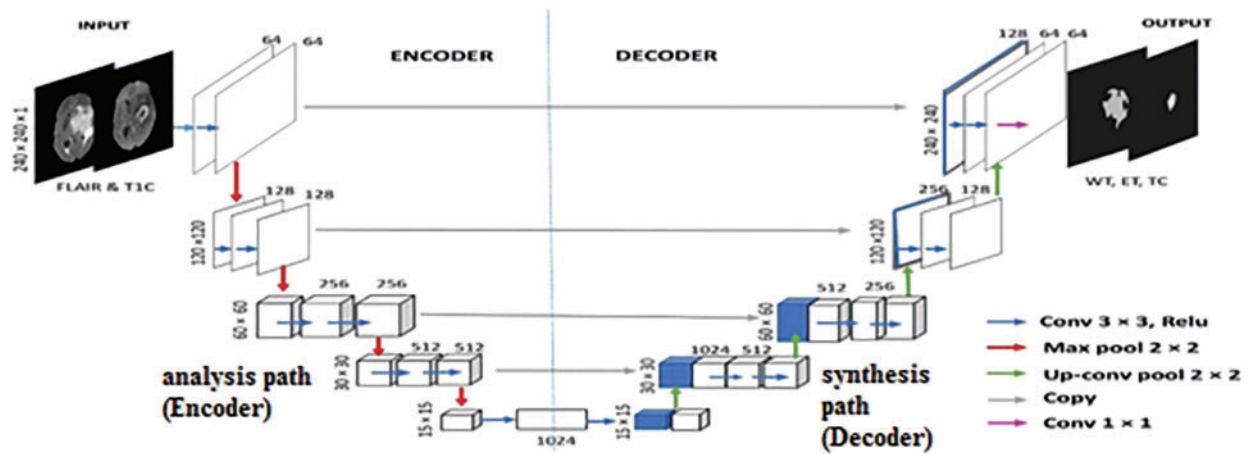 INPUT
OUTPUT
ENCODER
DECODER
64
64
128
64
64
240 × 240 × 1
240 × 240
FLAIR & T1C
WT, ET, TC
128
128
256
128
120 ×120
120×120
256
256
512
256
60 × 60
60 × 60
512
512
1024
512
30 × 30
30 × 30
15 × 15
1024
15 × 15
analysis path
(Encoder)
synthesis
path
(Decoder)
Conv 3 × 3, Relu
Max pool 2 × 2
Up-conv pool 2 × 2
Copy
Conv 1 × 1